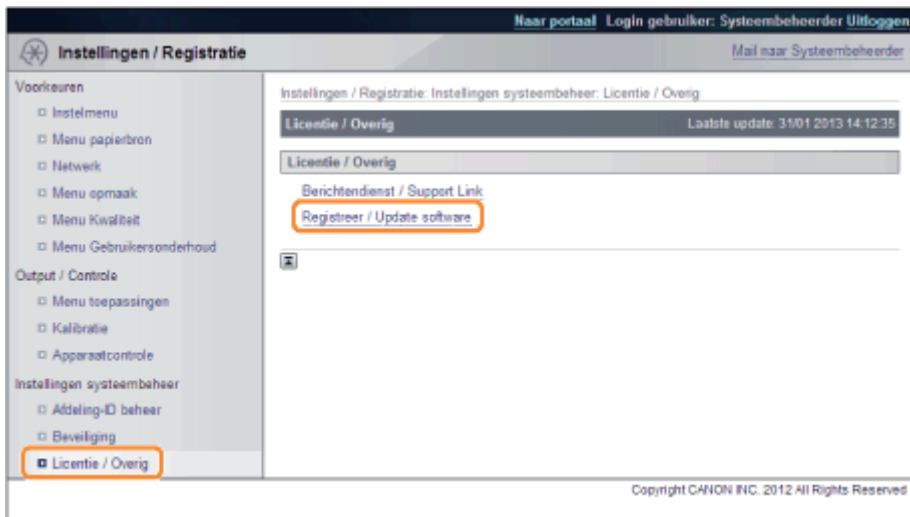 Naar portaal Login gebruiker: Systeembeheerder Uitloggen
Instellingen / Registratie
Mail naar Systeembeheerder
Voorkeuren
Instelmenu
Menu papierbron
Netwerk
Menu opmaak
Menu Kwaliteit
Menu Gebruikersonderhoud
Output / Controle
Menu toepassingen
Kalibratie
Apparaatcontrole
Instellingen systeembeheer
Afdeling-ID beheer
Beveiliging
Licentie / Overig
Instellingen / Registratie: Instellingen systeembeheer: Licentie / Overig
Licentie / Overig
Laatste update: 31/01 2013 14:12:35
Licentie / Overig
Berichtendienst / Support Link
Registreer / Update software
Copyright CANON INC. 2012 All Rights Reserved